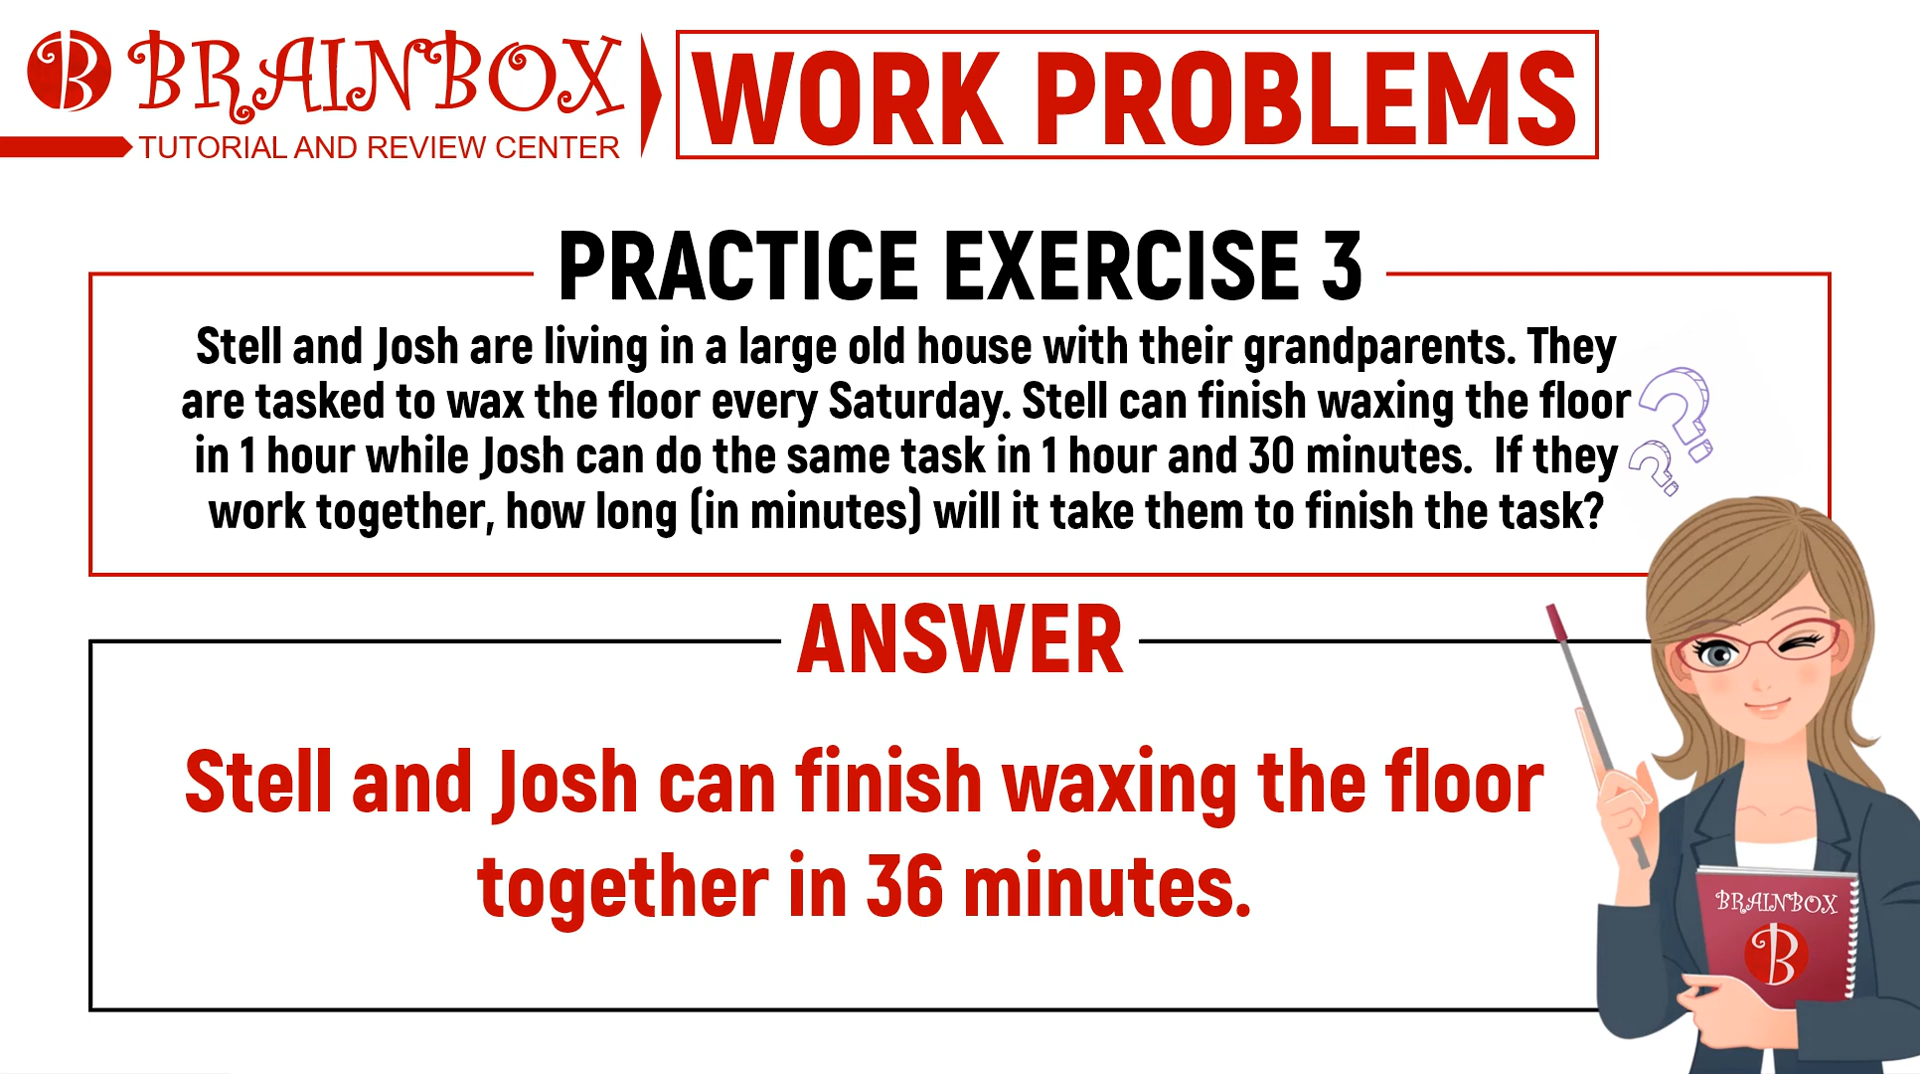 B BRAINBOX
TUTORIAL AND REVIEW CENTER
WORK PROBLEMS
PRACTICE EXERCISE 3
Stell and Josh are living in a large old house with their grandparents. They
are tasked to wax the floor every Saturday. Stell can finish waxing the floor
in 1 hour while Josh can do the same task in 1 hour and 30 minutes.  If they
work together, how long (in minutes) will it take them to finish the task?
??
ANSWER
Stell and Josh can finish waxing the floor
together in 36 minutes.
BRAINBOX
B